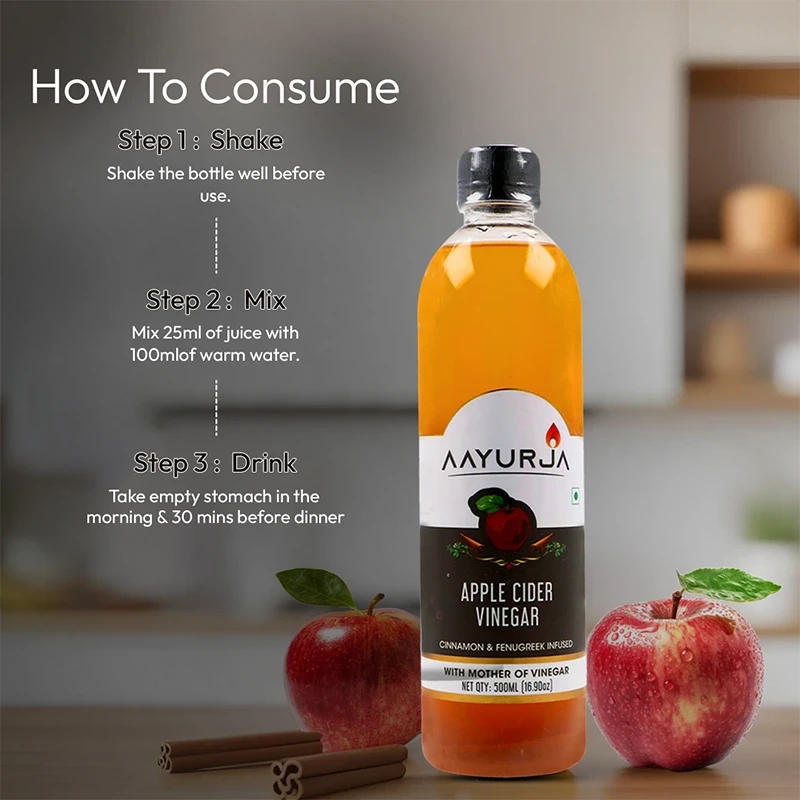 How To Consume
Step 1 : Shake
Shake the bottle well before
use.
Step 2 : Mix
Mix 25ml of juice with
100mlof warm water.
Step 3 : Drink
Take empty stomach in the
morning & 30 mins before dinner
AAYURJA
APPLE CIDER
VINEGAR
CINNAMON & FENUGREEK INFUSED
WITH MOTHER OF VINEGAR
NET QTY: 500ML (16.90oz)